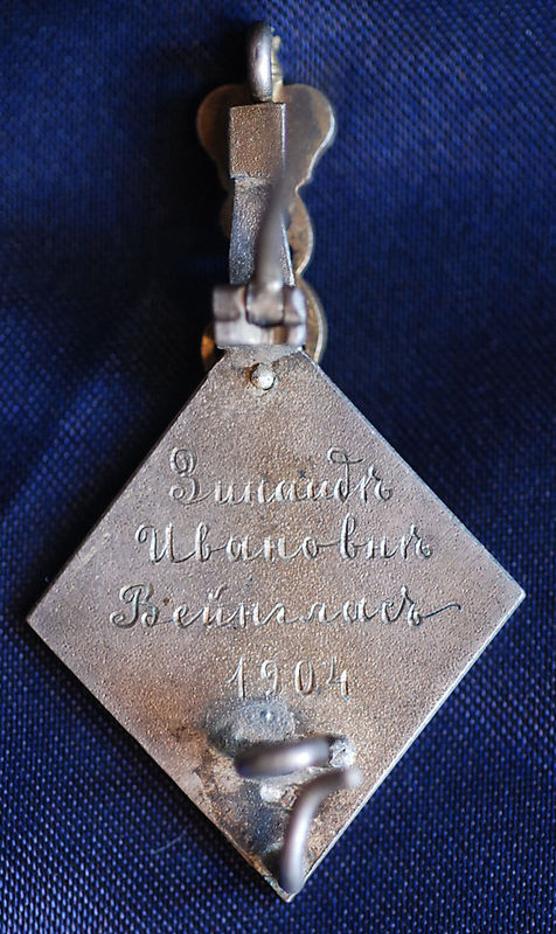 Зинаидѣ
Ивановнѣ
Вейнгласъ
1904